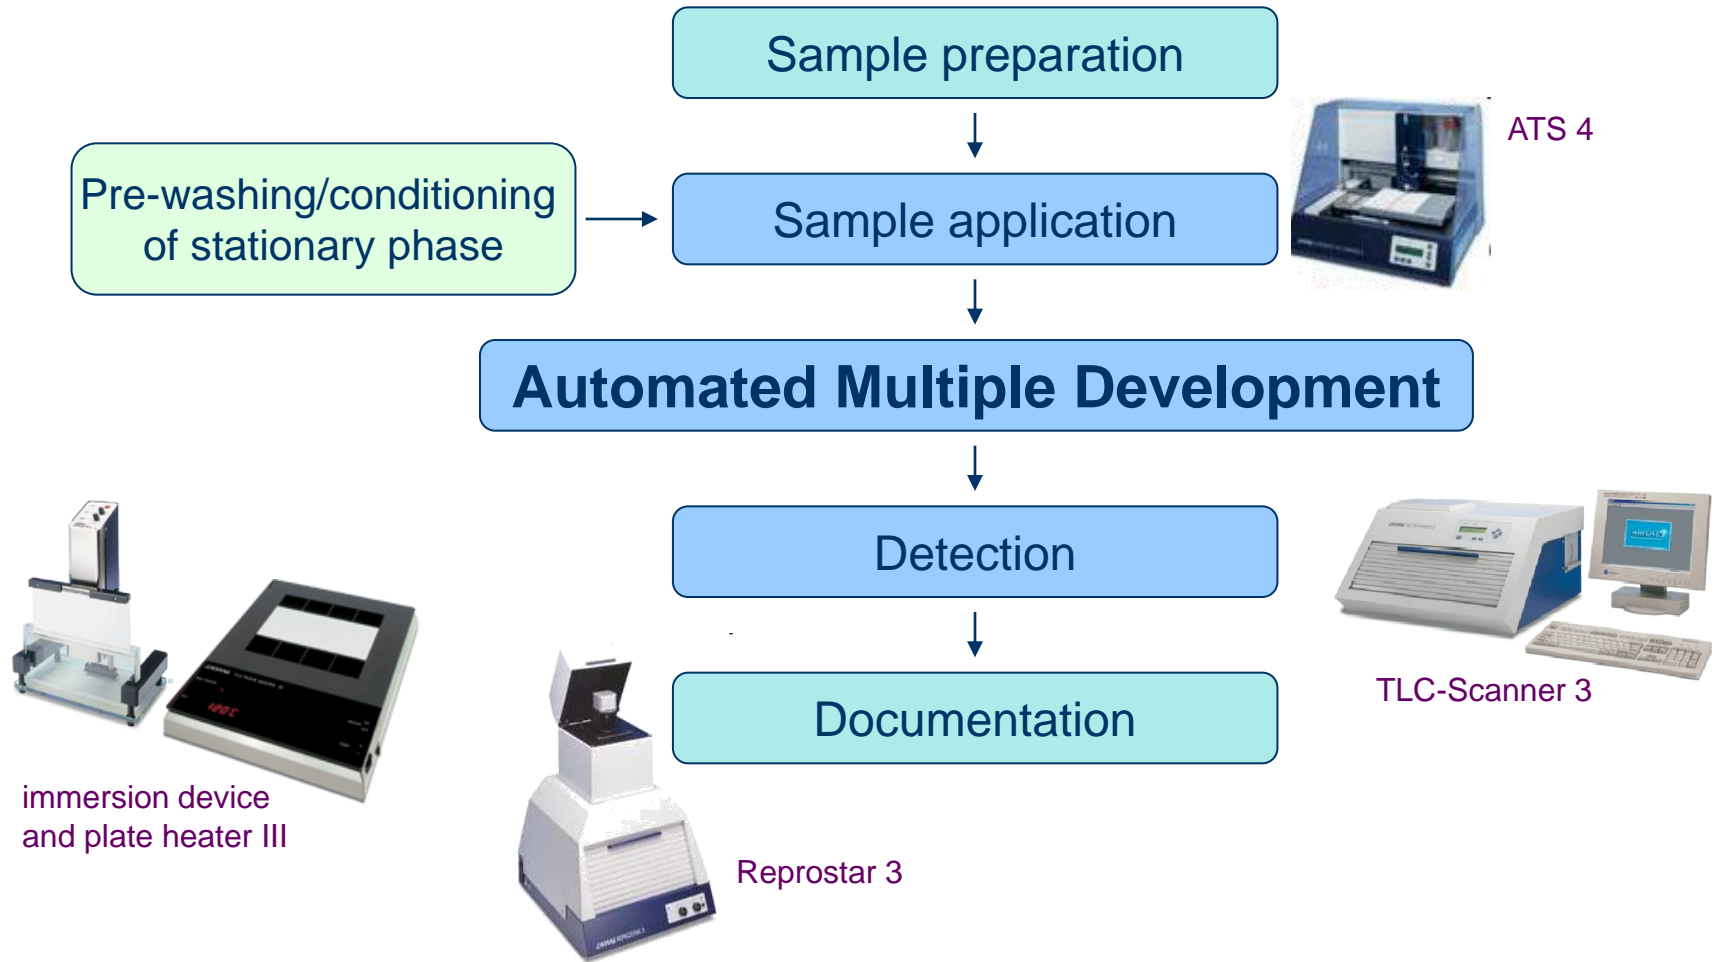 Sample preparation
ATS 4
Pre-washing/conditioning
of stationary phase
Sample application
Automated Multiple Development
Detection
TLC-Scanner 3
Documentation
immersion device
and plate heater III
Reprostar 3